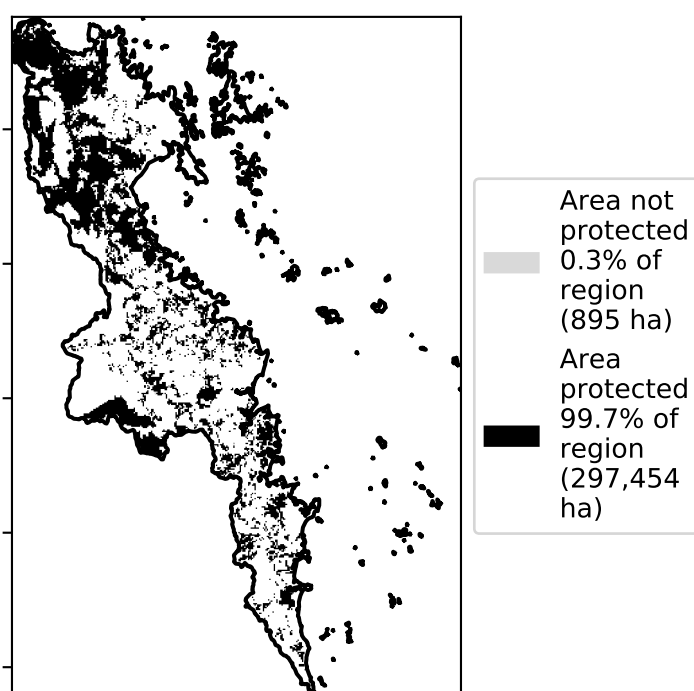 Area not
protected
0.3% of
region
(895 ha)
Area
protected
99.7% of
region
(297,454
ha)